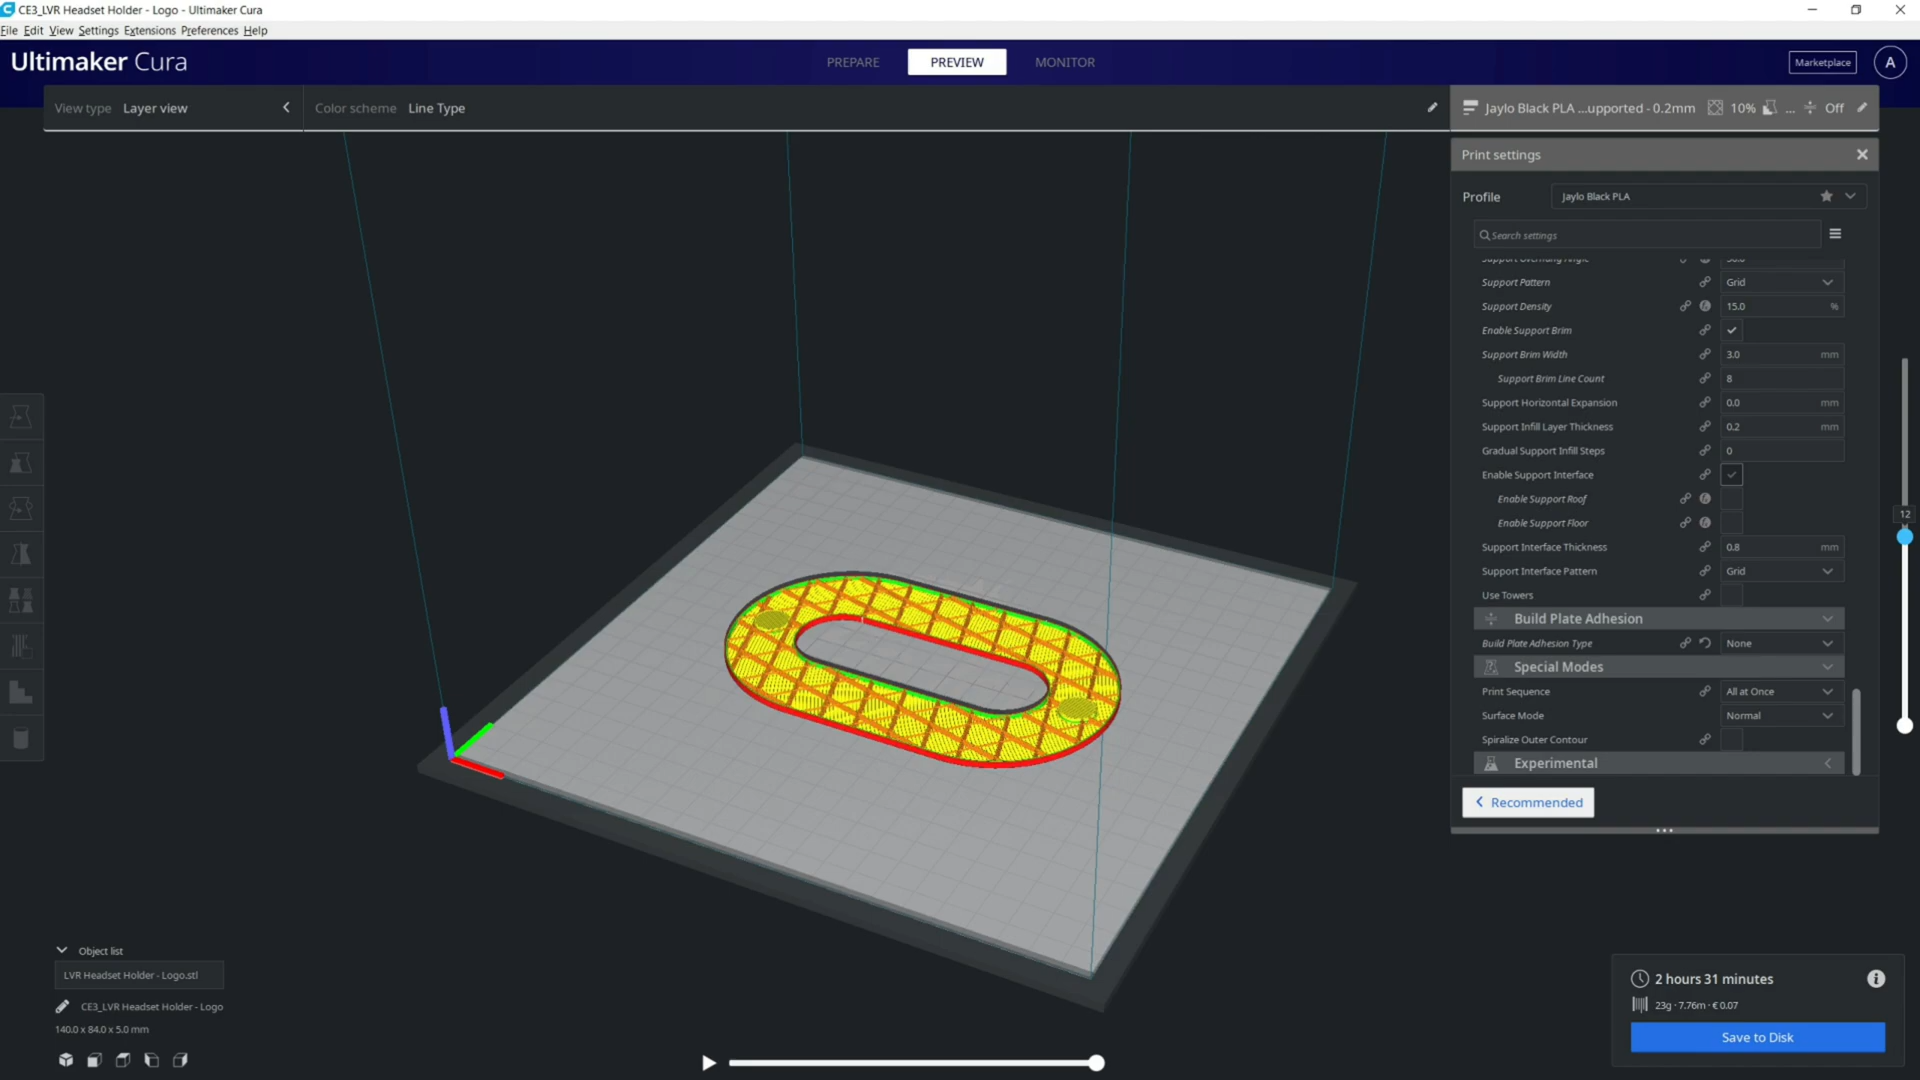 CE3_LVR Headset Holder - Logo - Ultimaker Cura
File Edit View Settings Extensions Preferences Help
Ultimaker Cura
PREPARE
PREVIEW
MONITOR
Marketplace
A
View type Layer view
Color scheme Line Type
Jaylo Black PLA ...upported - 0.2mm 10% ... Off
Print settings
Profile Jaylo Black PLA
Search settings
Support Overhang Angle
Support Pattern Grid
Support Density 15.0 %
Enable Support Brim
Support Brim Width 3.0 mm
Support Brim Line Count 8
Support Horizontal Expansion 0.0 mm
Support Infill Layer Thickness 0.2 mm
Gradual Support Infill Steps 0
Enable Support Interface
Enable Support Roof
Enable Support Floor
Support Interface Thickness 0.8 mm
Support Interface Pattern Grid
Use Towers
Build Plate Adhesion
Build Plate Adhesion Type None
Special Modes
Print Sequence All at Once
Surface Mode Normal
Spiralize Outer Contour
Experimental
Recommended
12
Object list
LVR Headset Holder - Logo.stl
CE3_LVR Headset Holder - Logo
140.0 x 84.0 x 5.0 mm
2 hours 31 minutes
23g · 7.76m · € 0.07
Save to Disk